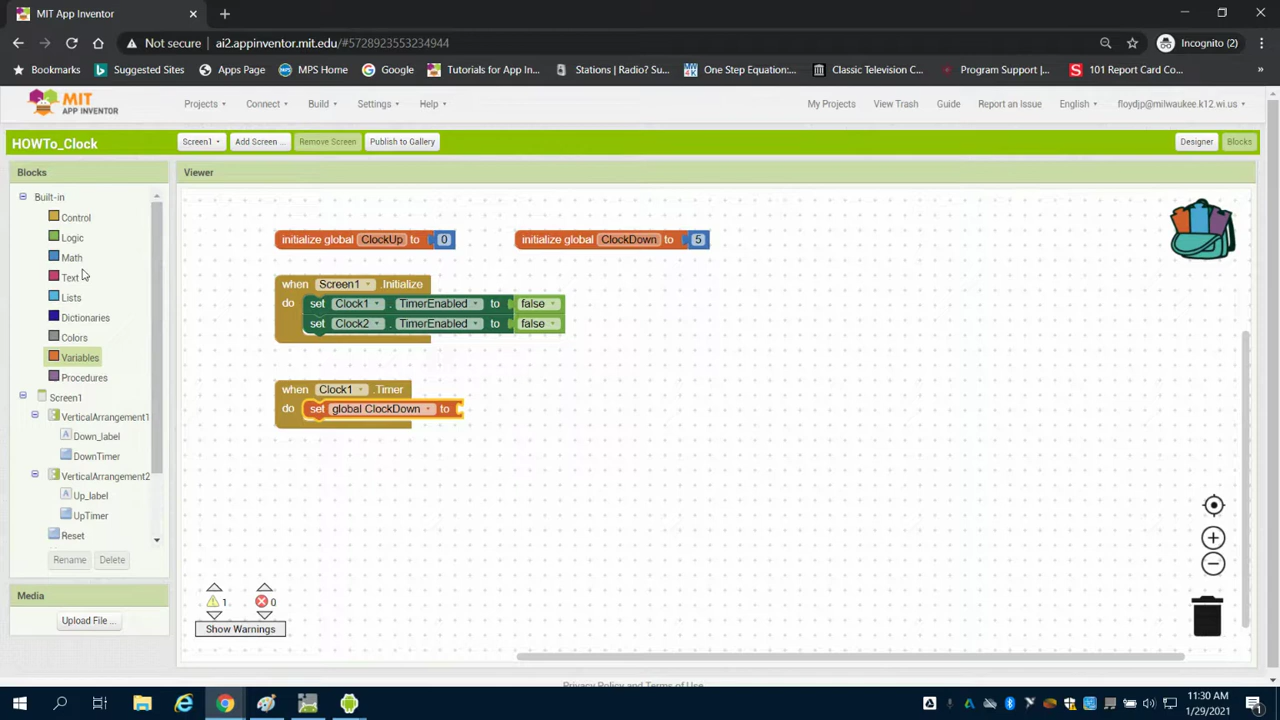 MIT App Inventor
Not secure ai2.appinventor.mit.edu/#5728923553234944 Incognito (2)
Bookmarks Suggested Sites Apps Page MPS Home Google Tutorials for App In... Stations | Radio? Su... One Step Equation:... Classic Television C... Program Support |... 101 Report Card Co... »
MIT APP INVENTOR Projects Connect Build Settings Help My Projects View Trash Guide Report an Issue English floydjp@milwaukee.k12.wi.us
HOWTo_Clock Screen1 Add Screen ... Remove Screen Publish to Gallery Designer Blocks
Blocks Viewer
Built-in
Control
Logic
Math
Text
Lists
Dictionaries
Colors
Variables
Procedures
Screen1
VerticalArrangement1
Down_label
DownTimer
VerticalArrangement2
Up_label
UpTimer
Reset
Rename Delete
Media
Upload File ...
initialize global ClockUp to 0
initialize global ClockDown to 5
when Screen1 .Initialize
do set Clock1 . TimerEnabled to false
set Clock2 . TimerEnabled to false
when Clock1 .Timer
do set global ClockDown to
1 0
Show Warnings
Privacy Policy and Terms of Use
11:30 AM
1/29/2021
1